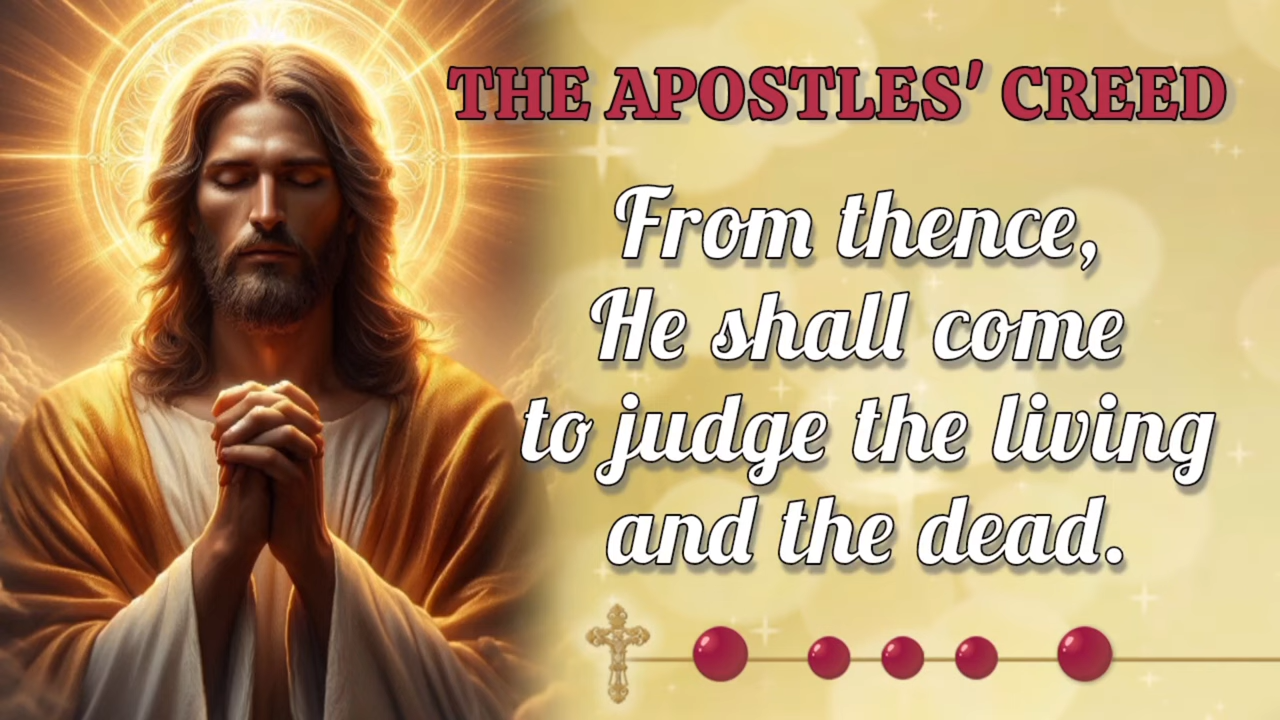 THE APOSTLES' CREED
From thence,
He shall come
to judge the living
and the dead.